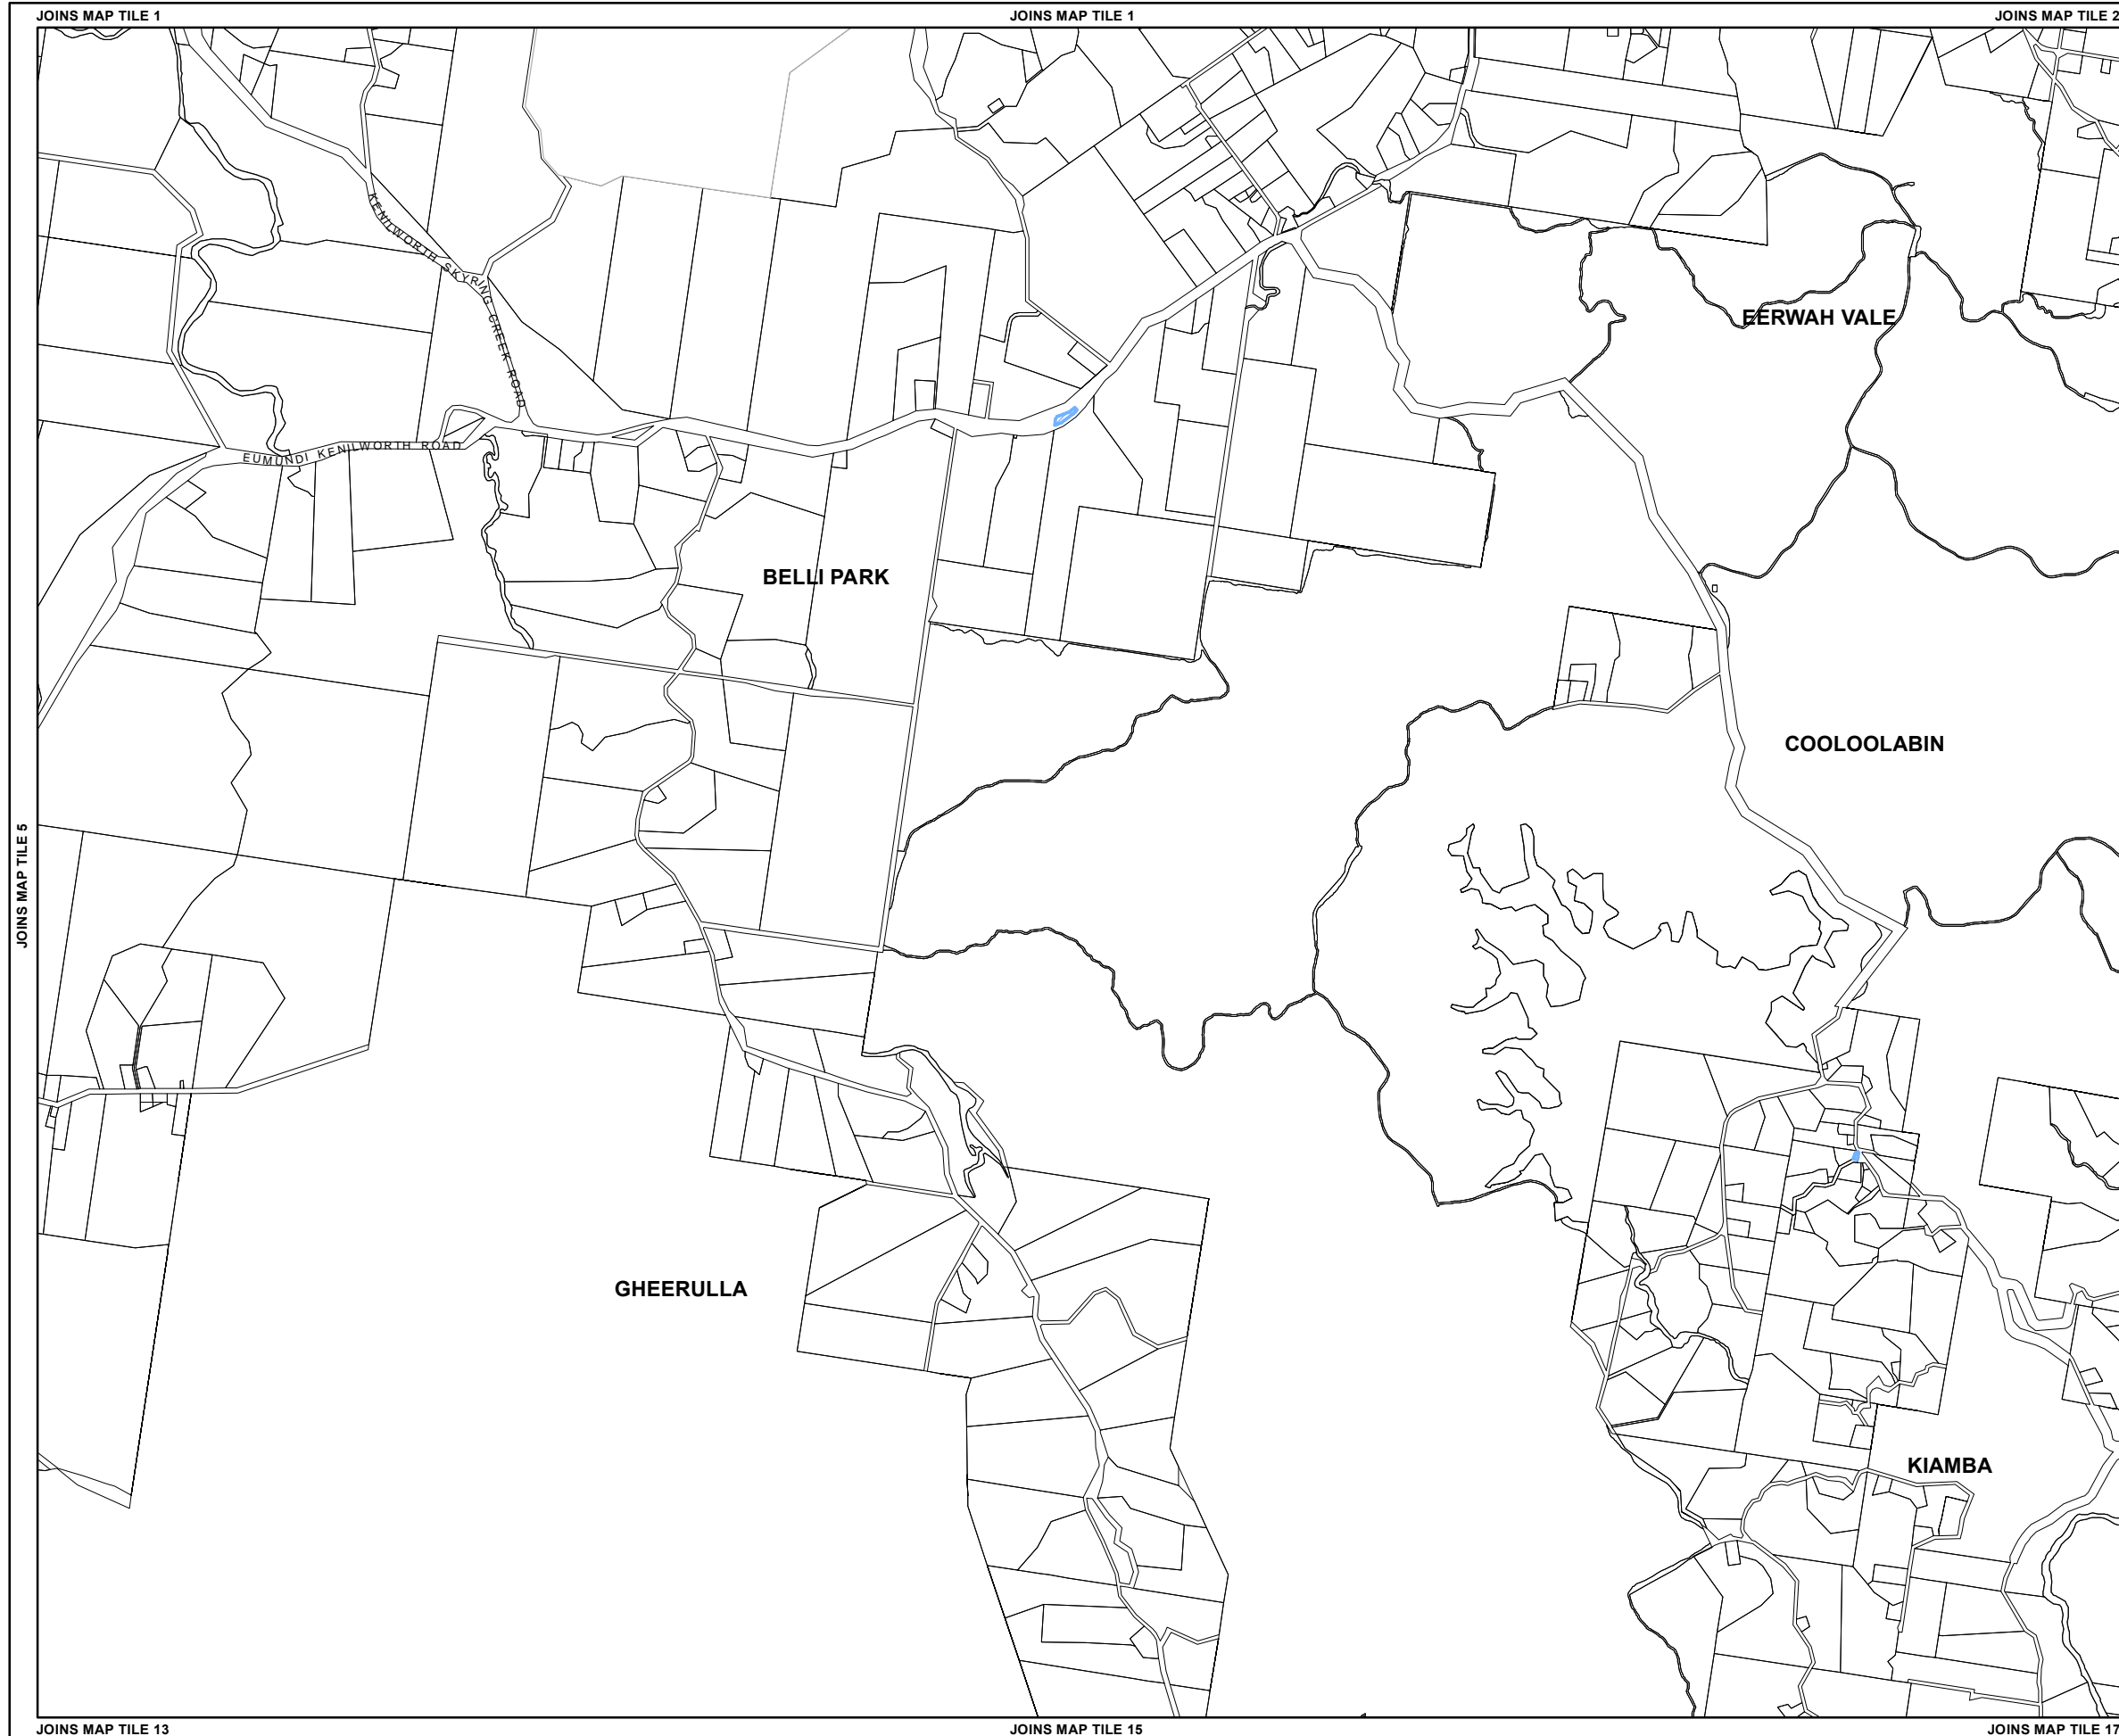 JOINS MAP TILE 1
JOINS MAP TILE 1
JOINS MAP TILE 2
KENILWORTH SKYRING CREEK ROAD
EERWAH VALE
EUMUNDI KENILWORTH ROAD
BELLI PARK
COOLOOLABIN
JOINS MAP TILE 5
GHEERULLA
KIAMBA
JOINS MAP TILE 13
JOINS MAP TILE 15
JOINS MAP TILE 17